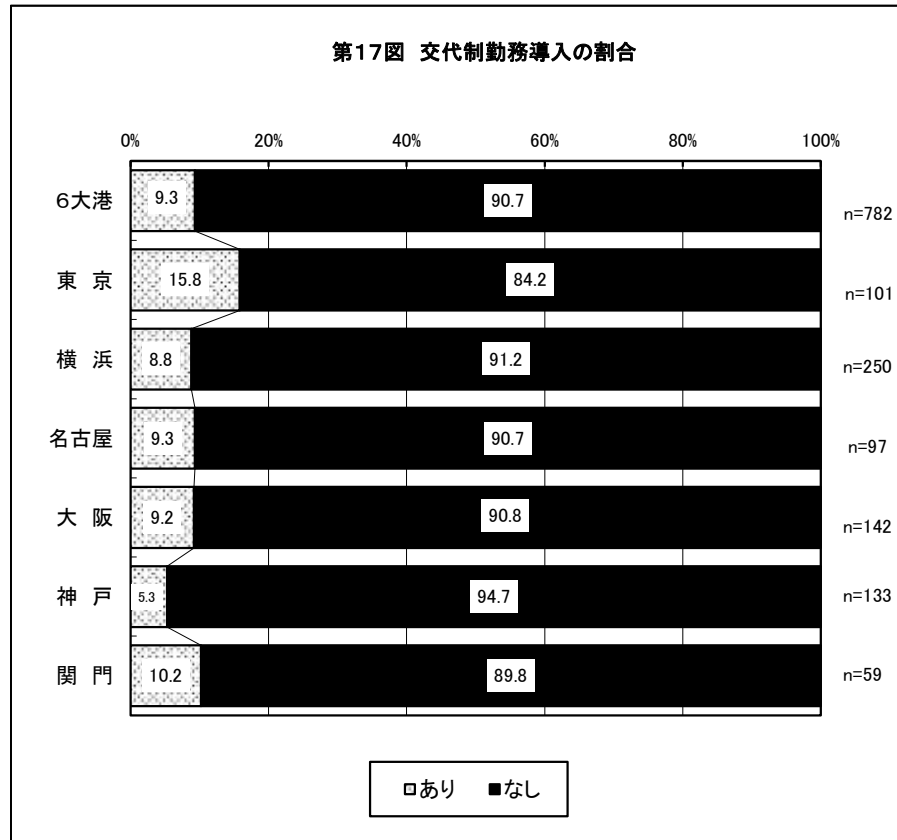 第17図 交代制勤務導入の割合
0% 20% 40% 60% 80% 100%
6大港 9.3 90.7 n=782
東 京 15.8 84.2 n=101
横 浜 8.8 91.2 n=250
名古屋 9.3 90.7 n=97
大 阪 9.2 90.8 n=142
神 戸 5.3 94.7 n=133
関 門 10.2 89.8 n=59
あり なし